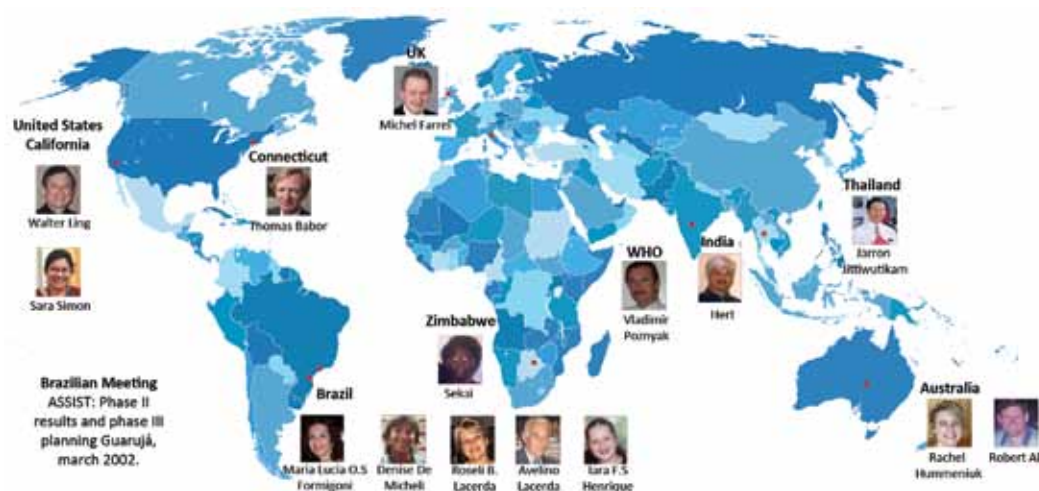 UK
Michel Farrel
United States
California
Walter Ling
Sara Simon
Connecticut
Thomas Babor
Thailand
Jarron
Jittiwutikam
WHO
Vladimir
Poznyak
India
Hert
Zimbabwe
Sekai
Brazilian Meeting
ASSIST: Phase II
results and phase III
planning Guarujá,
march 2002.
Brazil
Maria Lucia O.S
Formigoni
Denise De
Micheli
Roseli B.
Lacerda
Avelino
Lacerda
Iara F.S
Henrique
Australia
Rachel
Hummeniuk
Robert Al